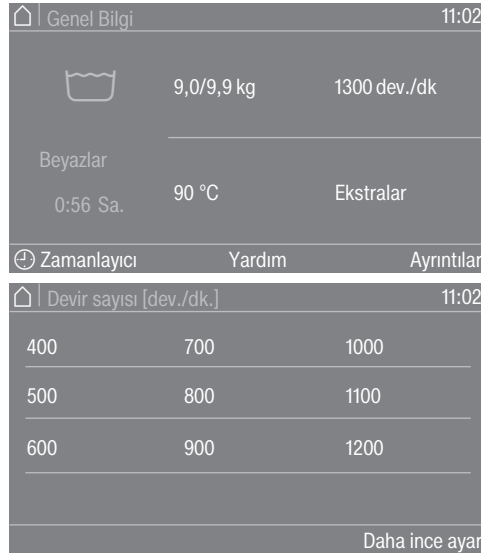 Genel Bilgi 11:02
9,0/9,9 kg 1300 dev./dk
Beyazlar
90 °C Ekstralar
0:56 Sa.
Zamanlayıcı Yardım Ayrıntılar
Devir sayısı [dev./dk.] 11:02
400 700 1000
500 800 1100
600 900 1200
Daha ince ayar